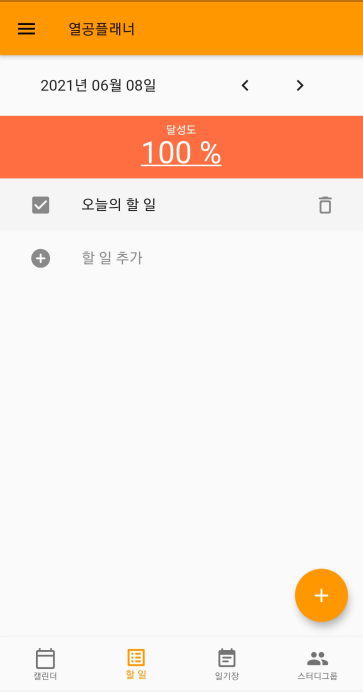 열공플래너
2021년 06월 08일
달성도
100 %
오늘의 할 일
할 일 추가
캘린더
할 일
일기장
스터디그룹